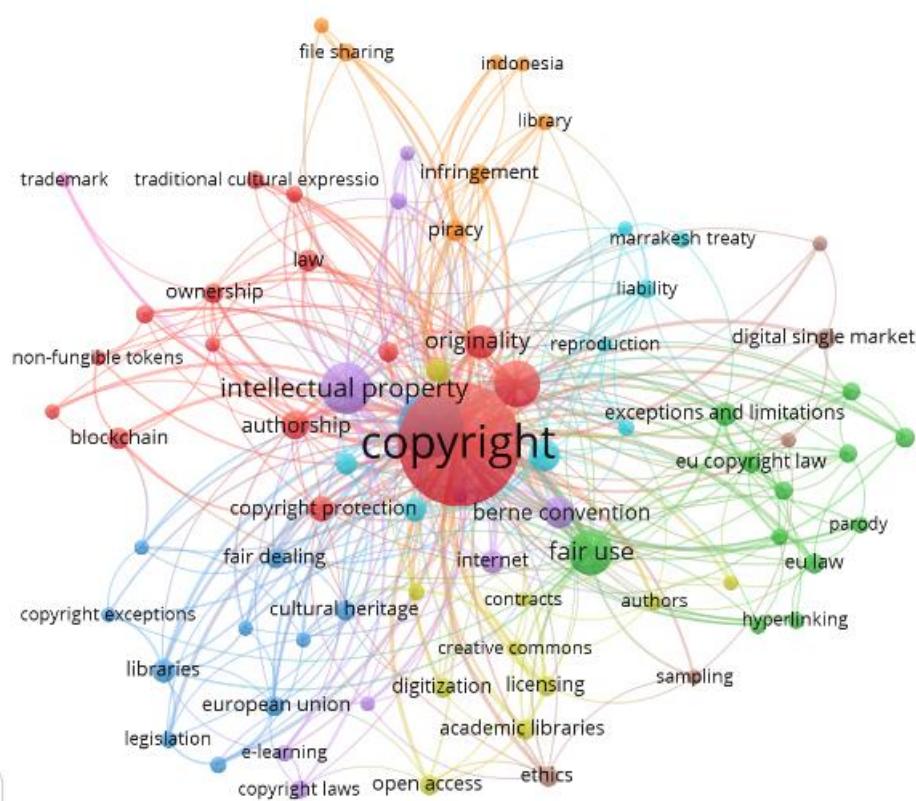 file sharing
indonesia
library
trademark
traditional cultural expressio
infringement
piracy
marrakesh treaty
law
ownership
liability
non-fungible tokens
originality
reproduction
digital single market
intellectual property
exceptions and limitations
blockchain
authorship
copyright
eu copyright law
copyright protection
berne convention
parody
fair dealing
internet
fair use
eu law
copyright exceptions
cultural heritage
contracts
authors
hyperlinking
creative commons
libraries
digitization
licensing
sampling
european union
academic libraries
legislation
e-learning
ethics
copyright laws
open access